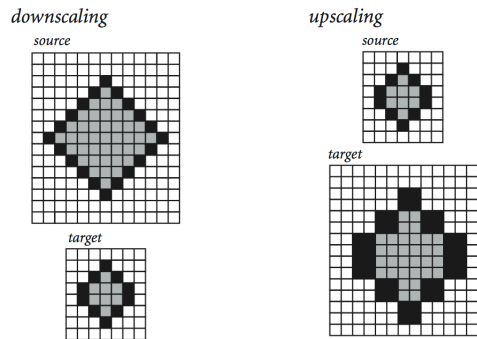 downscaling
source
target
upscaling
source
target